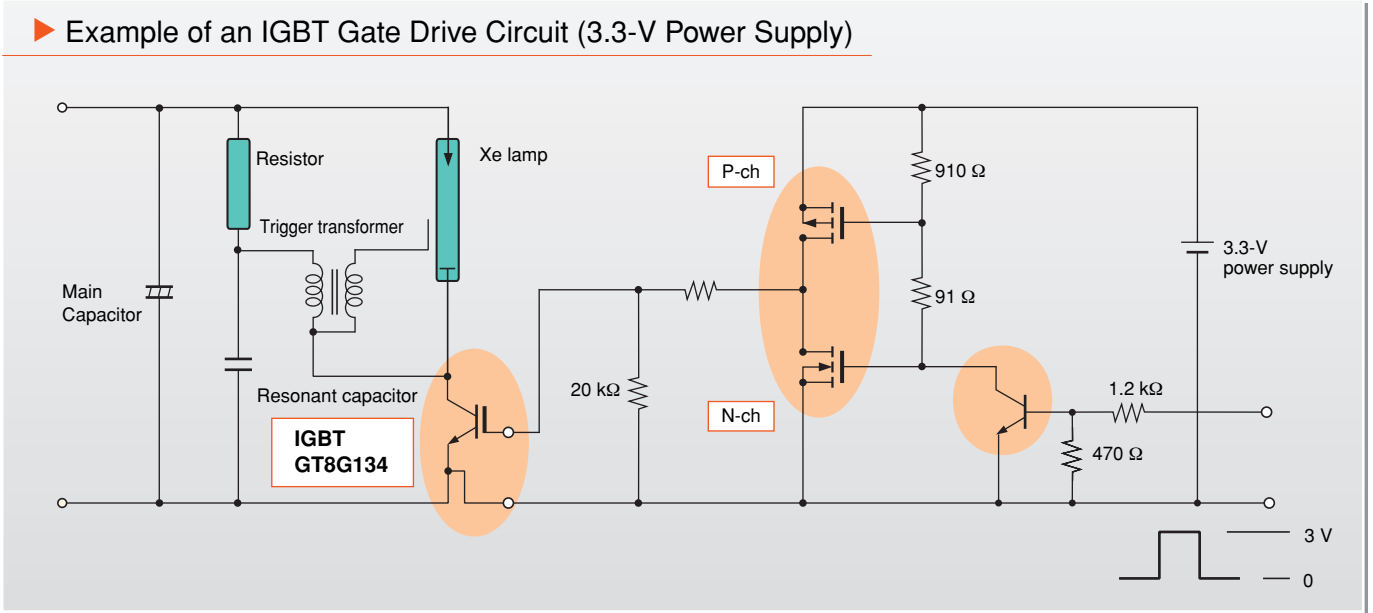 Example of an IGBT Gate Drive Circuit (3.3-V Power Supply)
Resistor
Xe lamp
P-ch
910 Ω
Trigger transformer
3.3-V
power supply
Main
Capacitor
91 Ω
Resonant capacitor
20 kΩ
1.2 kΩ
N-ch
IGBT
GT8G134
470 Ω
3 V
0